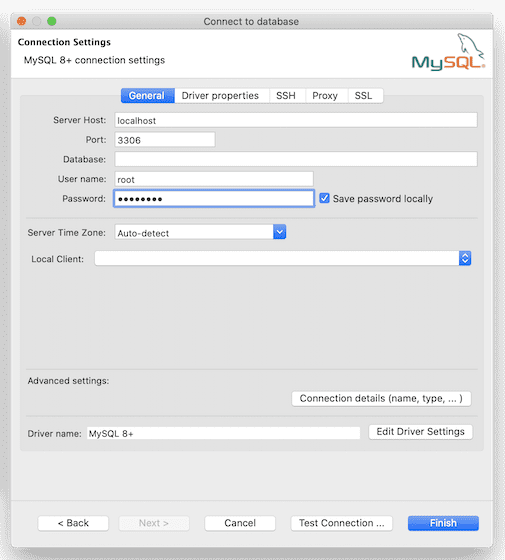 Connect to database
Connection Settings
MySQL 8+ connection settings
MySQL
General Driver properties SSH Proxy SSL
Server Host: localhost
Port: 3306
Database:
User name: root
Password: ●●●●●●●● Save password locally
Server Time Zone: Auto-detect
Local Client:
Advanced settings:
Connection details (name, type, ... )
Driver name: MySQL 8+ Edit Driver Settings
< Back Next > Cancel Test Connection ... Finish